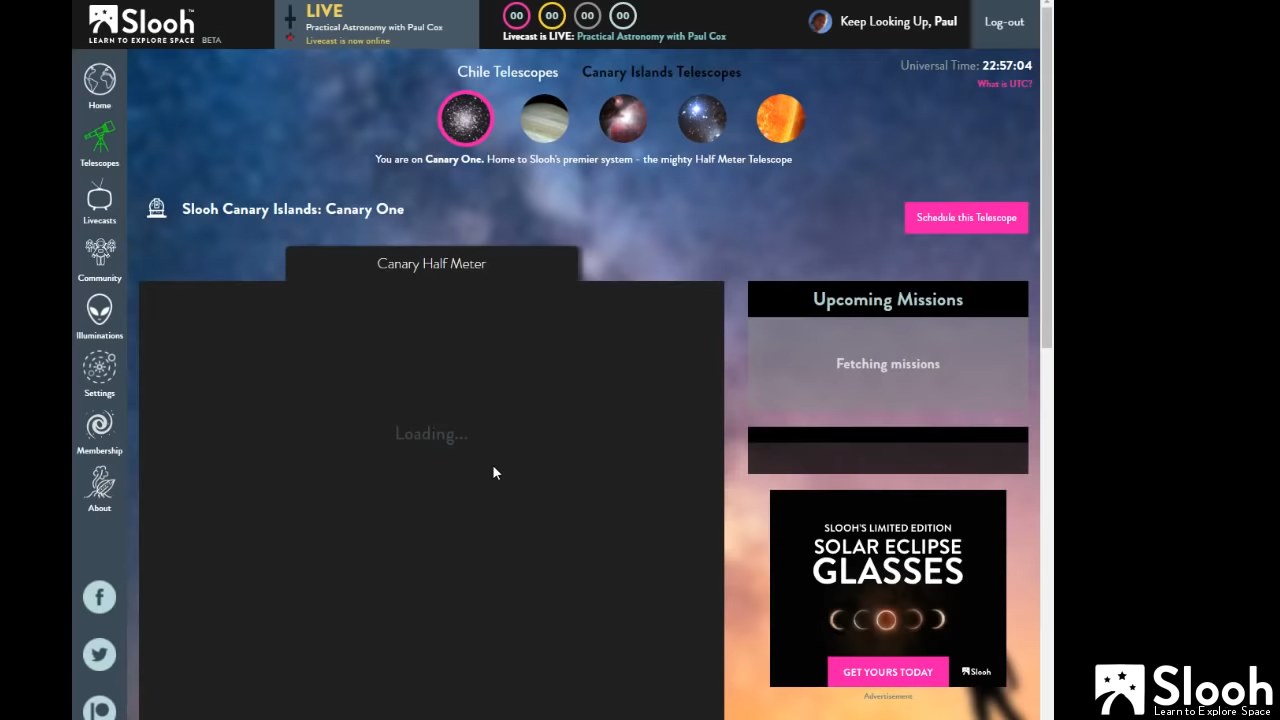 Slooh
LEARN TO EXPLORE SPACE BETA
LIVE
Practical Astronomy with Paul Cox
Livecast is now online
00 00 00 00
Livecast is LIVE: Practical Astronomy with Paul Cox
Keep Looking Up, Paul
Log-out
Universal Time: 22:57:04
What is UTC?
Chile Telescopes
Canary Islands Telescopes
You are on Canary One. Home to Slooh's premier system - the mighty Half Meter Telescope
Slooh Canary Islands: Canary One
Schedule this Telescope
Home
Telescopes
Livecasts
Community
Illuminations
Settings
Membership
About
Canary Half Meter
Loading...
Upcoming Missions
Fetching missions
SLOOH'S LIMITED EDITION
SOLAR ECLIPSE
GLASSES
GET YOURS TODAY
Slooh
Advertisement
Slooh
Learn to Explore Space